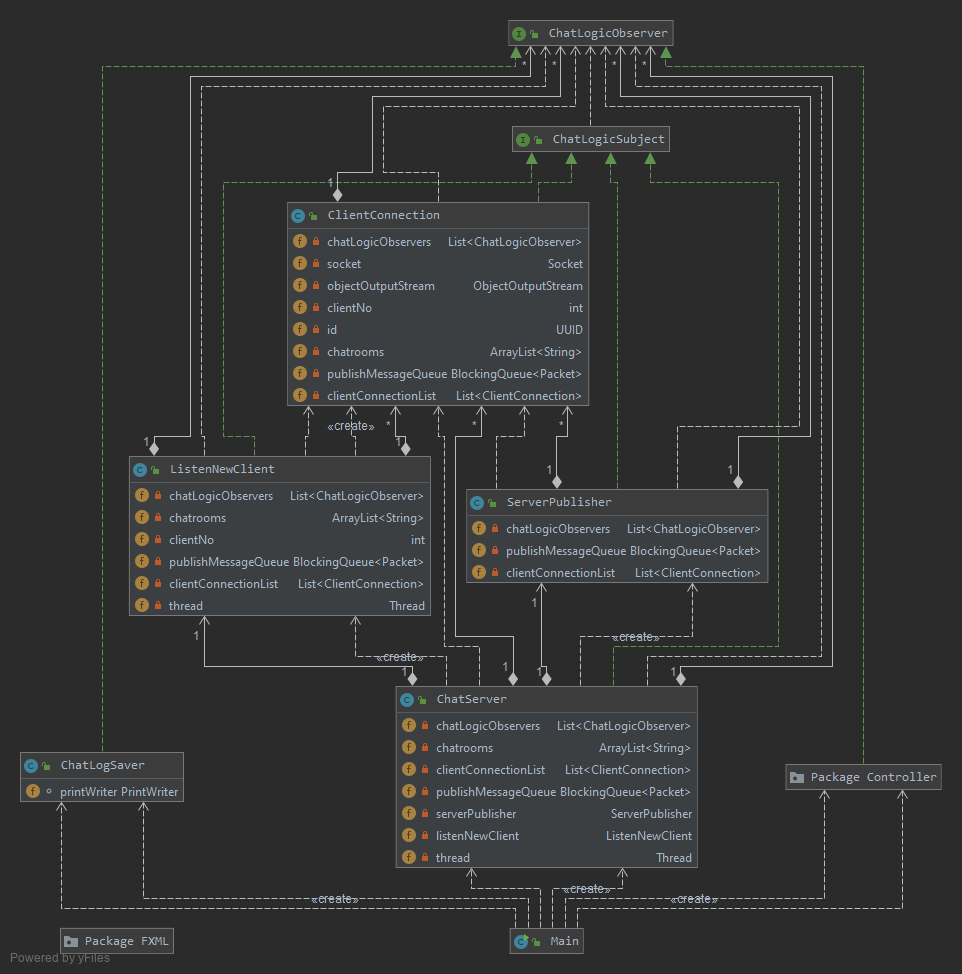 ChatLogicObserver
* * * *
ChatLogicSubject
1
ClientConnection
chatLogicObservers List<ChatLogicObserver>
socket Socket
objectOutputStream ObjectOutputStream
clientNo int
id UUID
chatrooms ArrayList<String>
publishMessageQueue BlockingQueue<Packet>
clientConnectionList List<ClientConnection>
«create» * * *
1 1
ListenNewClient
chatLogicObservers List<ChatLogicObserver>
chatrooms ArrayList<String>
clientNo int
publishMessageQueue BlockingQueue<Packet>
clientConnectionList List<ClientConnection>
thread Thread
1 1
ServerPublisher
chatLogicObservers List<ChatLogicObserver>
publishMessageQueue BlockingQueue<Packet>
clientConnectionList List<ClientConnection>
1
1
«create»
«create»
1 1 1 1
ChatServer
chatLogicObservers List<ChatLogicObserver>
chatrooms ArrayList<String>
clientConnectionList List<ClientConnection>
publishMessageQueue BlockingQueue<Packet>
serverPublisher ServerPublisher
listenNewClient ListenNewClient
thread Thread
ChatLogSaver
printWriter PrintWriter
Package Controller
«create»
«create» «create»
Main
Package FXML
Powered by yFiles